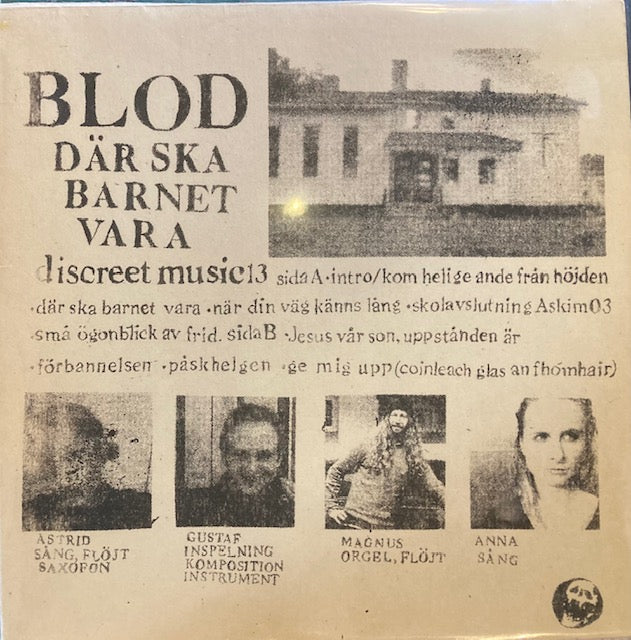 BLOD
DÄR SKA
BARNET
VARA
discreet music13 sida A·intro/kom helige ande från höjden
·där ska barnet vara ·när din väg känns lång ·skolavslutning Askim03
·små ögonblick av frid. sidaB ·Jesus vår son, uppstånden är
·förbannelsen ·påskhelgen ·ge mig upp(coinleach glas an fhómhair)
ASTRID
SÅNG, FLÖJT
SAXOFON
GUSTAF
INSPELNING
KOMPOSITION
INSTRUMENT
MAGNUS
ORGEL, FLÖJT
ANNA
SÅNG